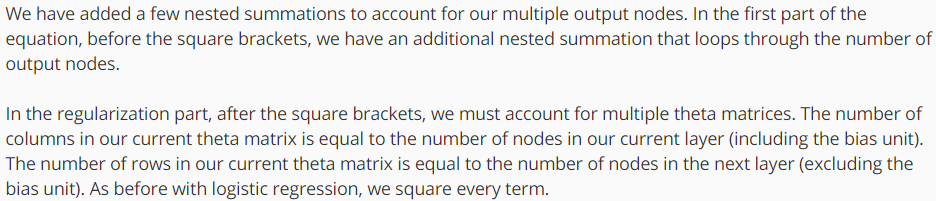 We have added a few nested summations to account for our multiple output nodes. In the first part of the
equation, before the square brackets, we have an additional nested summation that loops through the number of
output nodes.
In the regularization part, after the square brackets, we must account for multiple theta matrices. The number of
columns in our current theta matrix is equal to the number of nodes in our current layer (including the bias unit).
The number of rows in our current theta matrix is equal to the number of nodes in the next layer (excluding the
bias unit). As before with logistic regression, we square every term.